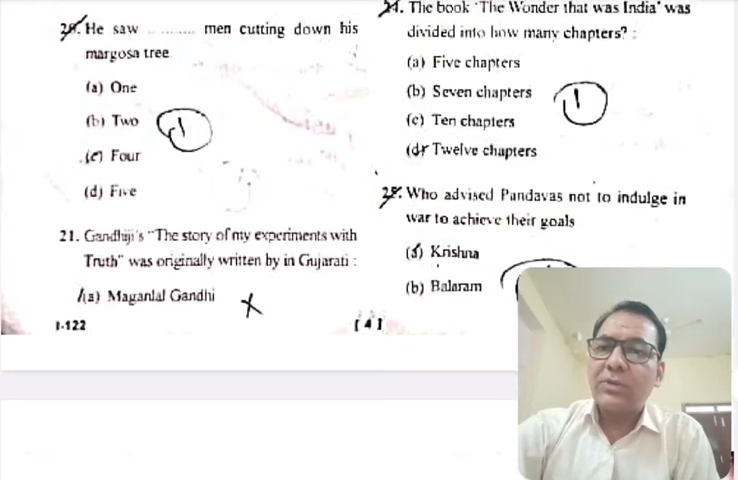 20. He saw ............ men cutting down his
margosa tree
(a) One
(b) Two
(c) Four
(d) Five
21. Gandhiji's "The story of my experiments with
Truth" was originally written by in Gujarati :
(a) Maganlal Gandhi
I-122
[ 4 ]
24. The book 'The Wonder that was India' was
divided into how many chapters? :
(a) Five chapters
(b) Seven chapters
(c) Ten chapters
(d) Twelve chapters
25. Who advised Pandavas not to indulge in
war to achieve their goals
Krishna
(b) Balaram
1
1